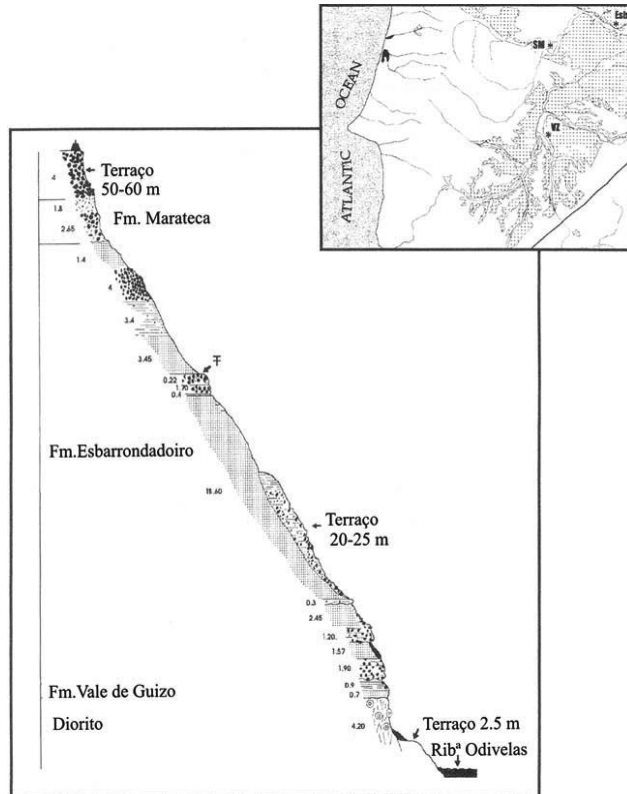 Esb
SM
OCEAN
VZ
ATLANTIC
Terraço
50-60 m
4
1.8
Fm. Marateca
2.65
1.4
4
3.4
3.45
0.22
1.70
0.4
Fm.Esbarrondadoiro
15.60
Terraço
20-25 m
0.3
2.45
1.20
1.57
1.90
Fm.Vale de Guizo
0.9
0.7
Diorito
4.20
Terraço 2.5 m
Ribª Odivelas